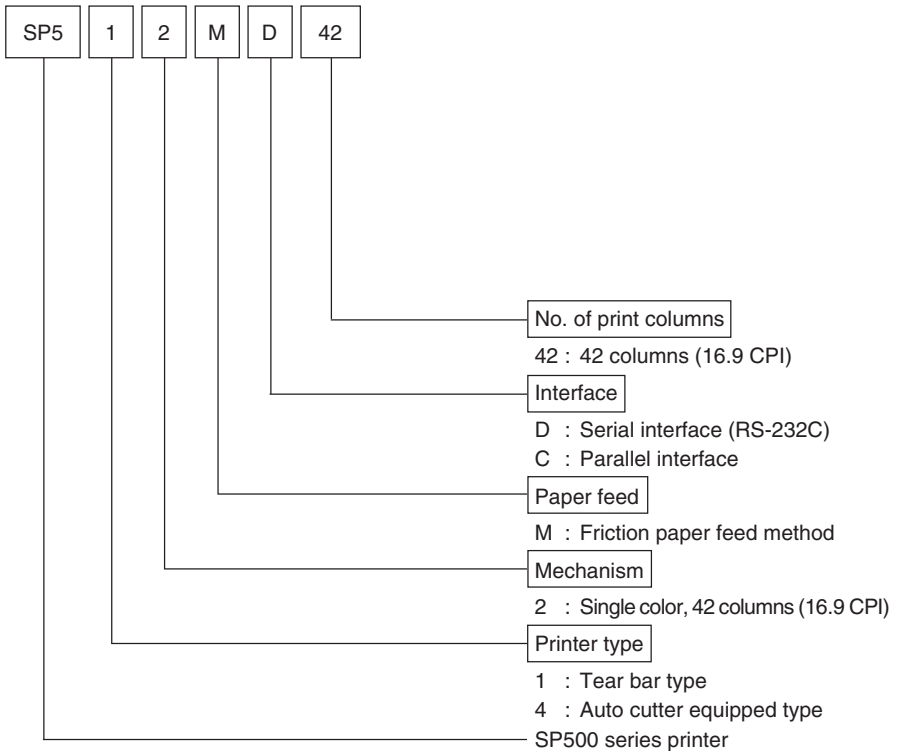 SP5 1 2 M D 42
No. of print columns
42 : 42 columns (16.9 CPI)
Interface
D : Serial interface (RS-232C)
C : Parallel interface
Paper feed
M : Friction paper feed method
Mechanism
2 : Single color, 42 columns (16.9 CPI)
Printer type
1 : Tear bar type
4 : Auto cutter equipped type
SP500 series printer